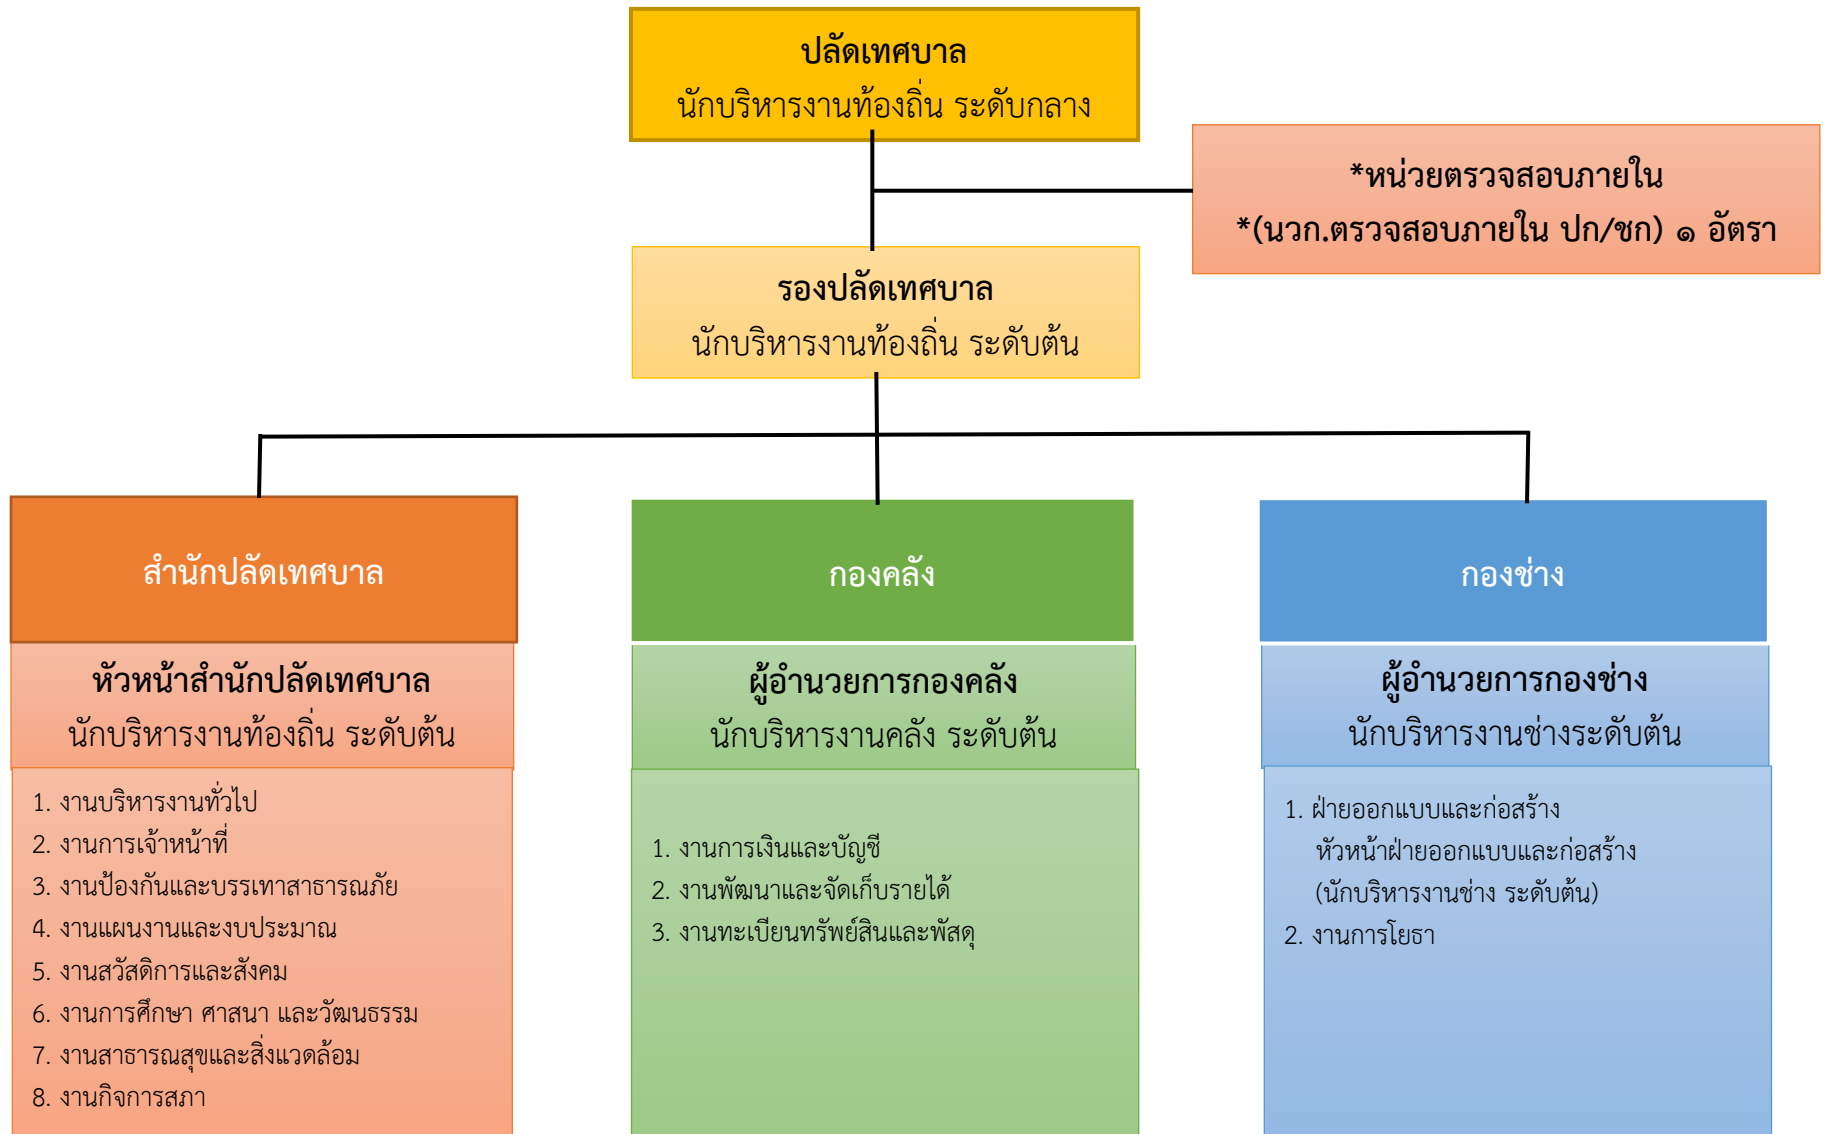 ปลัดเทศบาล
นักบริหารงานท้องถิ่น ระดับกลาง
*หน่วยตรวจสอบภายใน
*(นวก.ตรวจสอบภายใน ปก/ชก) ๑ อัตรา
รองปลัดเทศบาล
นักบริหารงานท้องถิ่น ระดับต้น
สำนักปลัดเทศบาล
หัวหน้าสำนักปลัดเทศบาล
นักบริหารงานท้องถิ่น ระดับต้น
1. งานบริหารงานทั่วไป
2. งานการเจ้าหน้าที่
3. งานป้องกันและบรรเทาสาธารณภัย
4. งานแผนงานและงบประมาณ
5. งานสวัสดิการและสังคม
6. งานการศึกษา ศาสนา และวัฒนธรรม
7. งานสาธารณสุขและสิ่งแวดล้อม
8. งานกิจการสภา
กองคลัง
ผู้อำนวยการกองคลัง
นักบริหารงานคลัง ระดับต้น
1. งานการเงินและบัญชี
2. งานพัฒนาและจัดเก็บรายได้
3. งานทะเบียนทรัพย์สินและพัสดุ
กองช่าง
ผู้อำนวยการกองช่าง
นักบริหารงานช่างระดับต้น
1. ฝ่ายออกแบบและก่อสร้าง
หัวหน้าฝ่ายออกแบบและก่อสร้าง
(นักบริหารงานช่าง ระดับต้น)
2. งานการโยธา